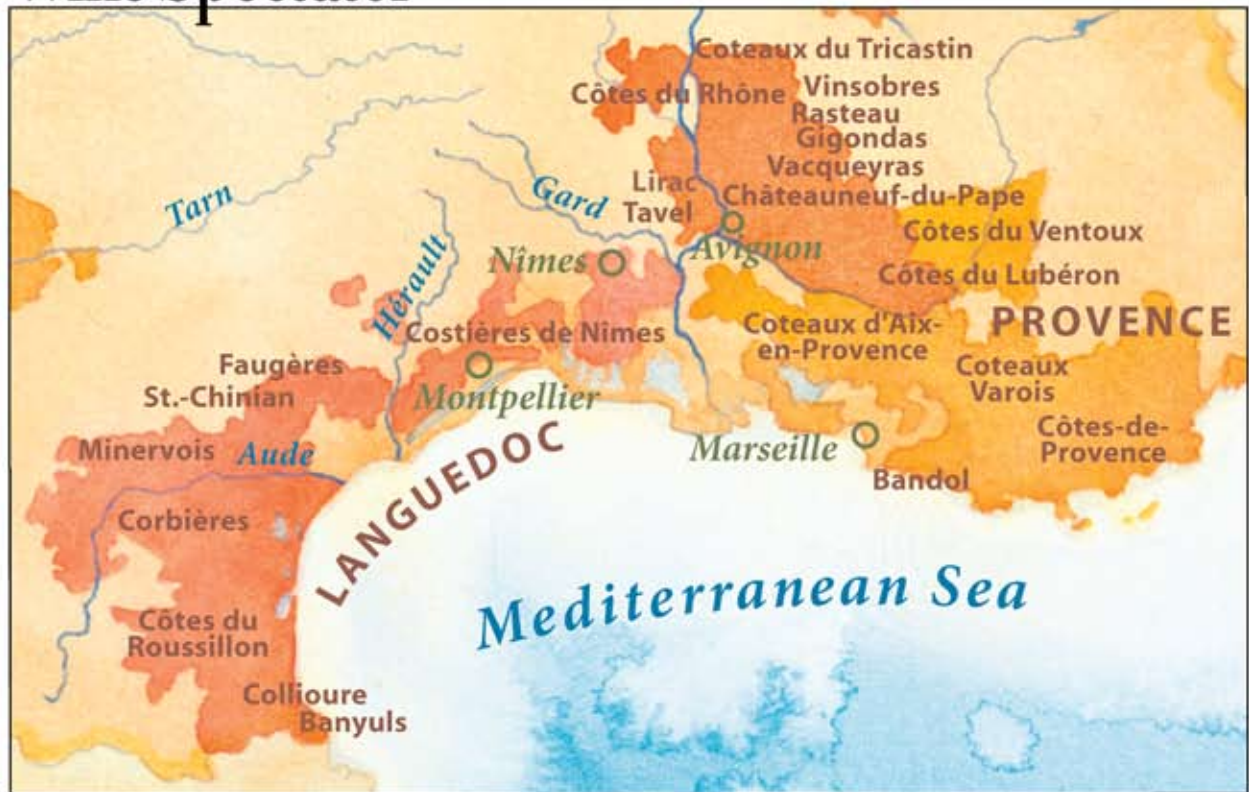 Coteaux du Tricastin
Côtes du Rhône
Vinsobres
Rasteau
Gigondas
Vacqueyras
Lirac
Tavel
Châteauneuf-du-Pape
Tarn
Gard
Avignon
Côtes du Ventoux
Nîmes
Hérault
Côtes du Lubéron
PROVENCE
Costières de Nîmes
Coteaux d'Aix-
en-Provence
Faugères
St.-Chinian
Montpellier
Coteaux
Varois
Minervois
Aude
Marseille
Côtes-de-
Provence
Bandol
LANGUEDOC
Corbières
Mediterranean Sea
Côtes du
Roussillon
Collioure
Banyuls